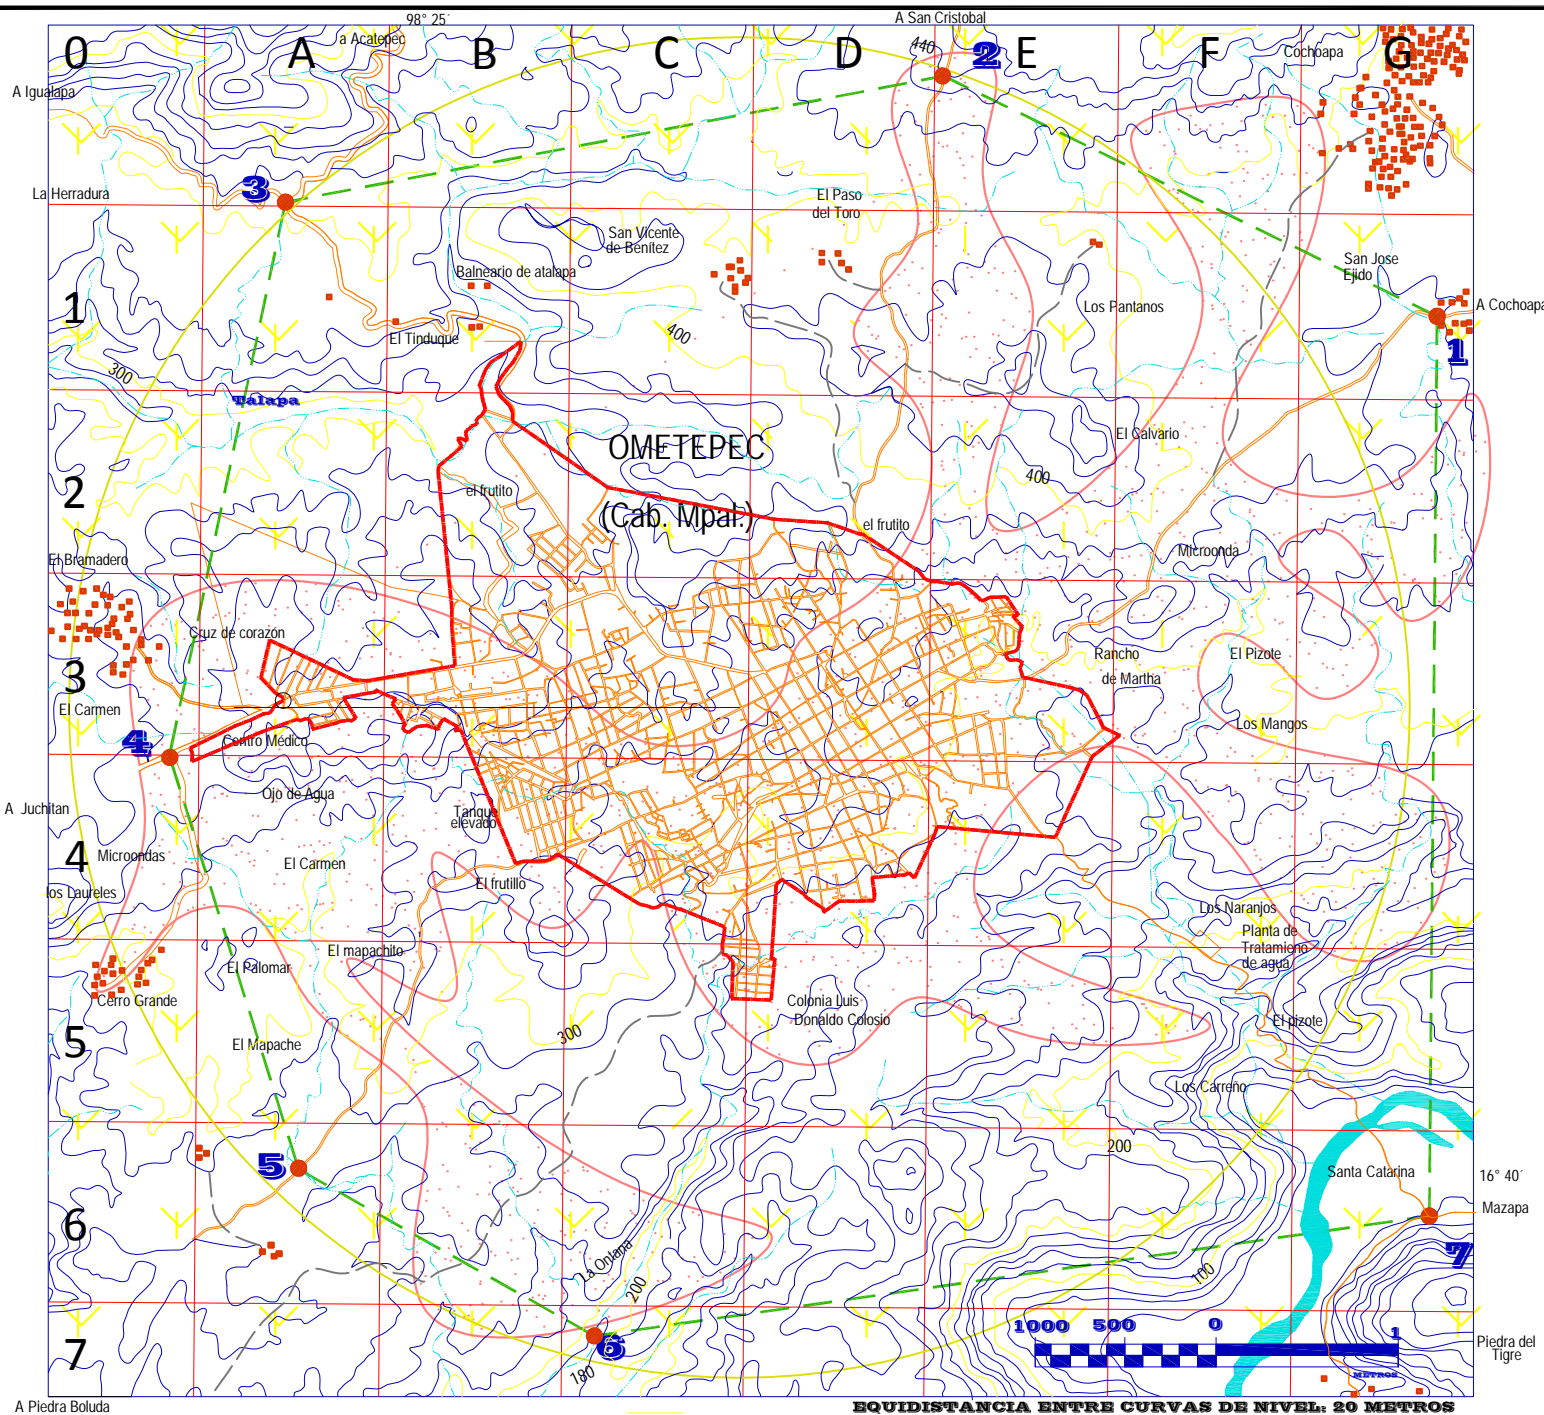 98° 25´
A San Cristobal
0
A
B
C
D
E
F
G
a Acatepec
440
2
Cochoapa
A Igualapa
La Herradura
3
El Paso
del Toro
San Vicente
de Benítez
San Jose
Ejido
Balneario de atalapa
1
Los Pantanos
A Cochoapa
El Tinduque
400
1
300
Talapa
OMETEPEC
El Calvario
2
400
el frutito
(Cab. Mpal.)
el frutito
El Bramadero
Microonda
Cruz de corazón
3
Rancho
de Martha
El Pizote
El Carmen
Los Mangos
4
Centro Médico
Ojo de Agua
A Juchitan
Tanque
elevado
4
Microondas
El Carmen
los Laureles
El frutillo
Los Naranjos
Planta de
Tratamieno
de agua
El mapachito
El Palomar
Cerro Grande
Colonia Luis
Donaldo Colosio
5
El Mapache
300
El pizote
Los Carreño
200
5
Santa Catarina
16° 40´
6
Mazapa
La Onlana
7
200
100
7
6
180
1000
500
0
1
METROS
Piedra del
Tigre
A Piedra Boluda
EQUIDISTANCIA ENTRE CURVAS DE NIVEL: 20 METROS